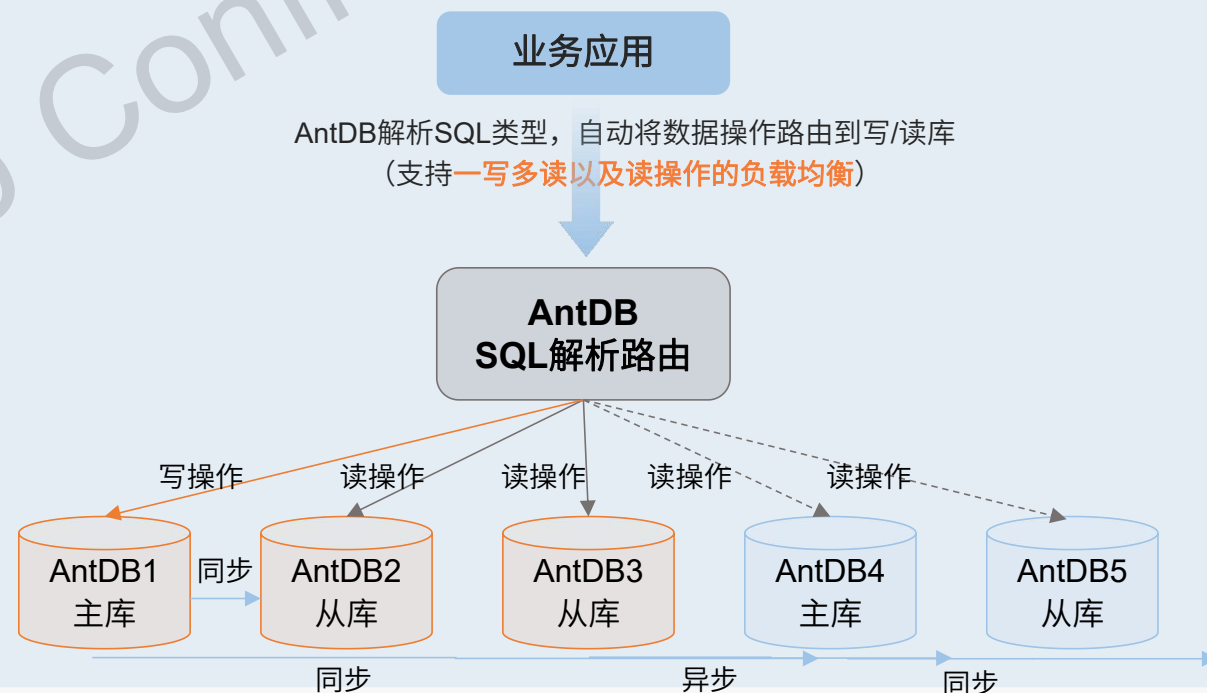 业务应用
AntDB解析SQL类型，自动将数据操作路由到写/读库
（支持一写多读以及读操作的负载均衡）
AntDB
SQL解析路由
写操作
读操作
读操作
读操作
读操作
AntDB1
主库
同步
AntDB2
从库
AntDB3
从库
AntDB4
主库
AntDB5
从库
同步
异步
同步